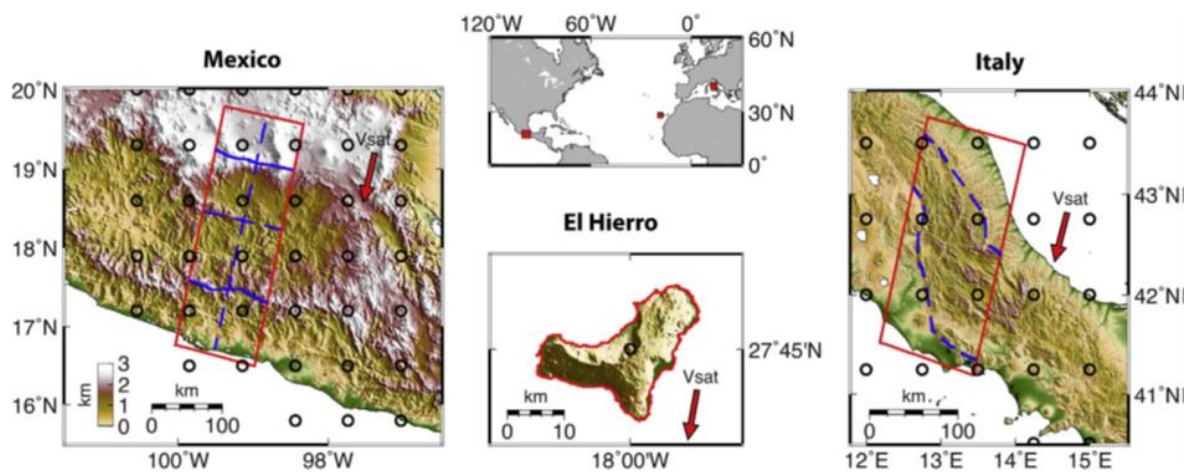 Mexico
20°N
19°N
18°N
17°N
16°N
100°W
98°W
Vsat
km
3
2
1
0
km
0
100
120°W
60°W
0°
60°N
30°N
0°
El Hierro
km
0
10
Vsat
27°45'N
18°00'W
Italy
44°N
43°N
42°N
41°N
12°E
13°E
14°E
15°E
Vsat
km
0
100